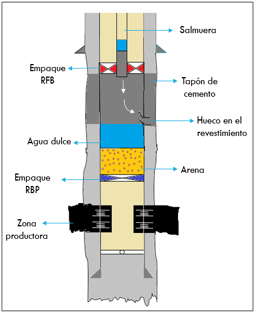 Salmuera
Empaque
RFB
Tapón de
cemento
Hueco en el
revestimiento
Agua dulce
Arena
Empaque
RBP
Zona
productora